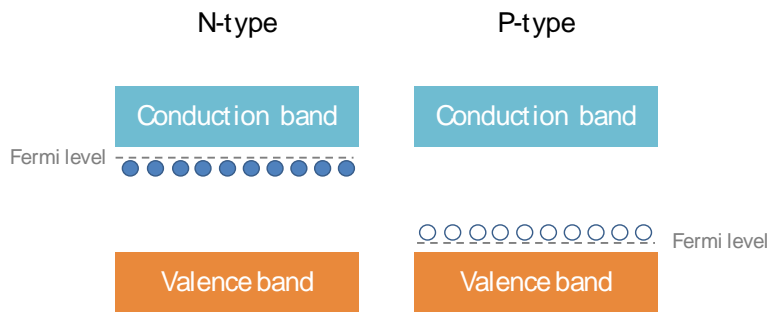 N-type
P-type
Conduction band
Conduction band
Fermi level
Fermi level
Valence band
Valence band